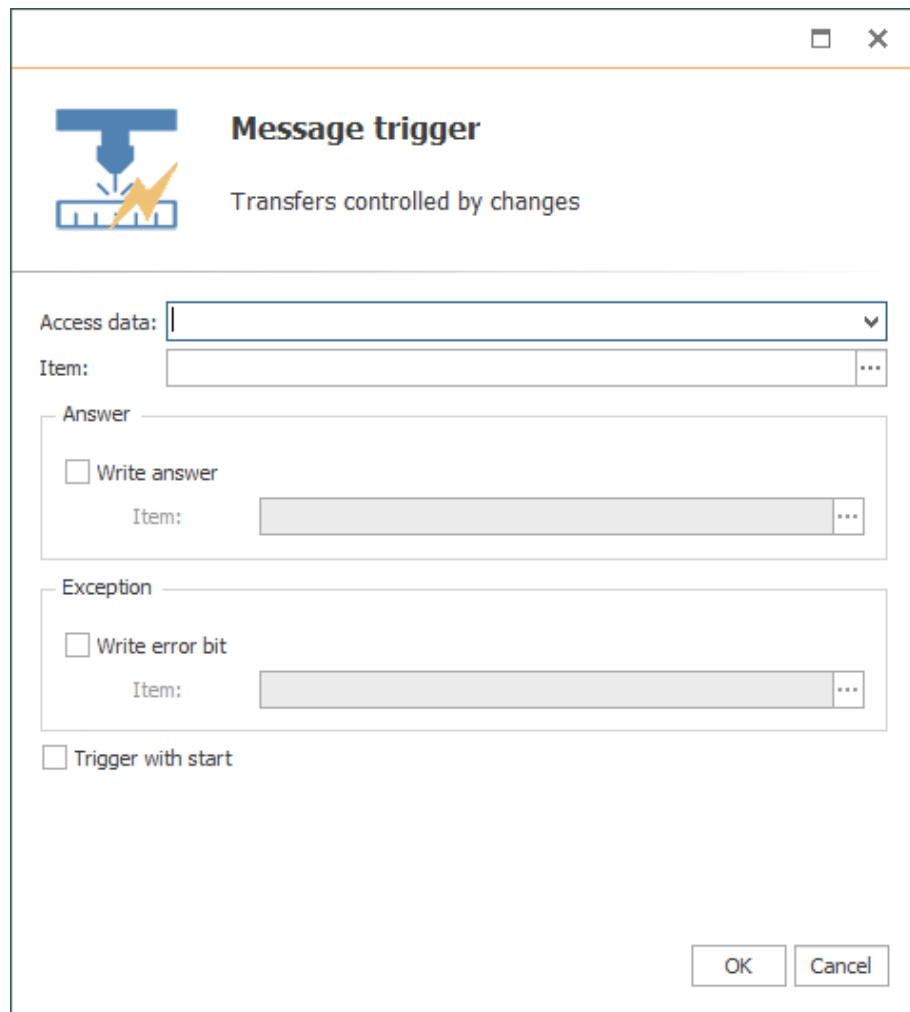 Message trigger
Transfers controlled by changes
Access data:
Item:
...
Answer
Write answer
Item:
...
Exception
Write error bit
Item:
...
Trigger with start
OK
Cancel